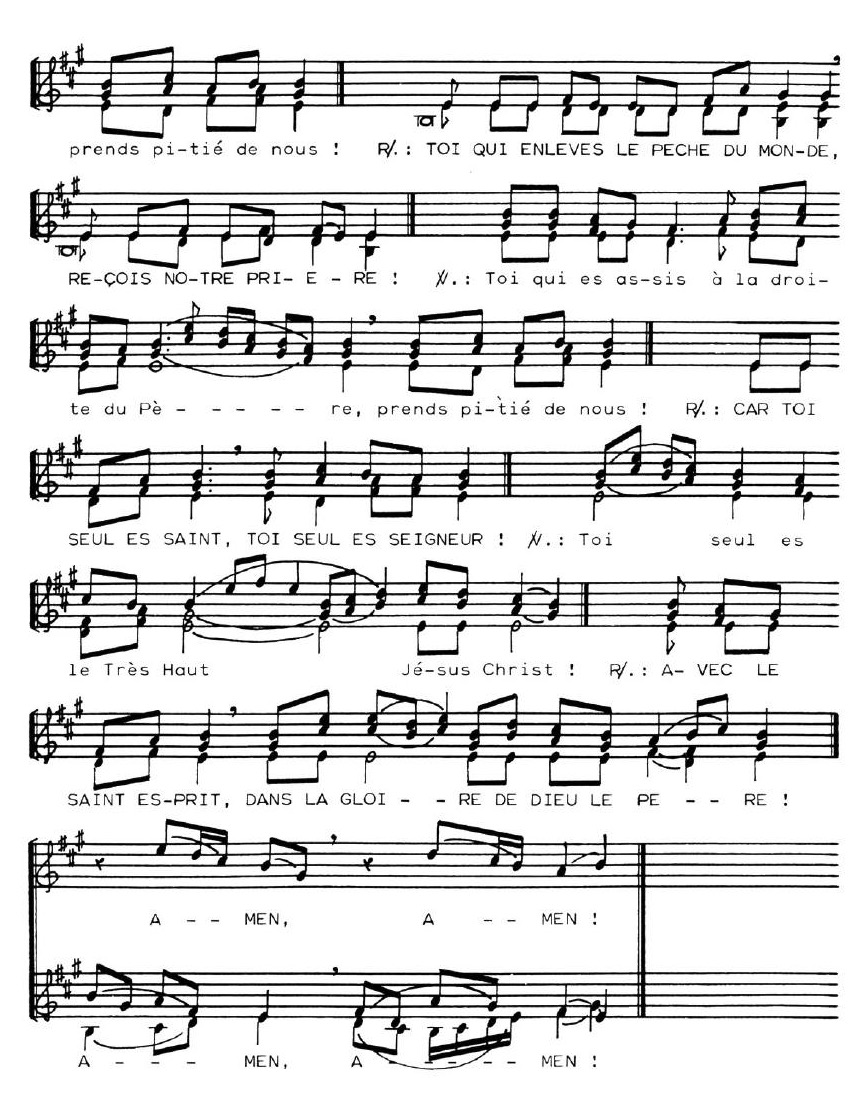 prends pi-tié de nous ! R/. : TOI QUI ENLEVES LE PECHE DU MON-DE,
RE-ÇOIS NO-TRE PRI- E - RE ! V/. : Toi qui es as-sis à la droi-
te du Pè - - - - - re, prends pi-tié de nous ! R/. : CAR TOI
SEUL ES SAINT, TOI SEUL ES SEIGNEUR ! V/. : Toi seul es
le Très Haut Jé-sus Christ ! R/. : A- VEC LE
SAINT ES-PRIT, DANS LA GLOI - - RE DE DIEU LE PE - - RE !
A - - MEN, A - - MEN !
A - - - MEN, A - - - - - MEN !